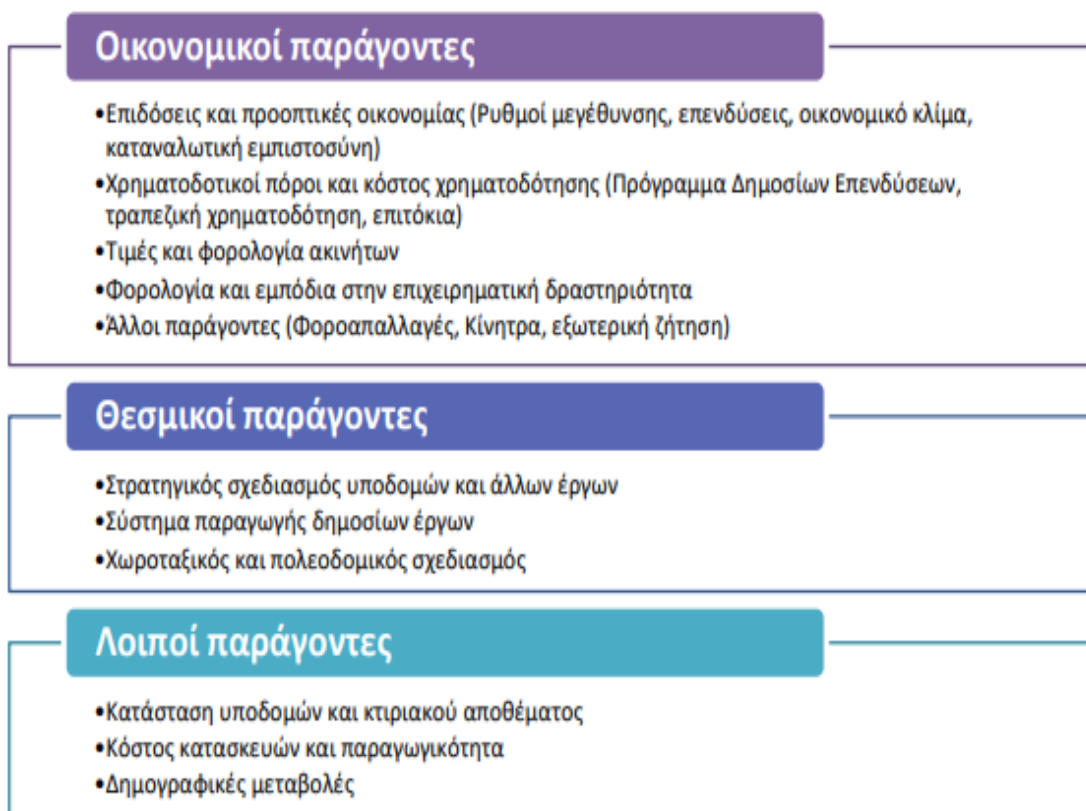 Οικονομικοί παράγοντες
•Επιδόσεις και προοπτικές οικονομίας (Ρυθμοί μεγέθυνσης, επενδύσεις, οικονομικό κλίμα,
καταναλωτική εμπιστοσύνη)
•Χρηματοδοτικοί πόροι και κόστος χρηματοδότησης (Πρόγραμμα Δημοσίων Επενδύσεων,
τραπεζική χρηματοδότηση, επιτόκια)
•Τιμές και φορολογία ακινήτων
•Φορολογία και εμπόδια στην επιχειρηματική δραστηριότητα
•Άλλοι παράγοντες (Φοροαπαλλαγές, Κίνητρα, εξωτερική ζήτηση)
Θεσμικοί παράγοντες
•Στρατηγικός σχεδιασμός υποδομών και άλλων έργων
•Σύστημα παραγωγής δημοσίων έργων
•Χωροταξικός και πολεοδομικός σχεδιασμός
Λοιποί παράγοντες
•Κατάσταση υποδομών και κτιριακού αποθέματος
•Κόστος κατασκευών και παραγωγικότητα
•Δημογραφικές μεταβολές